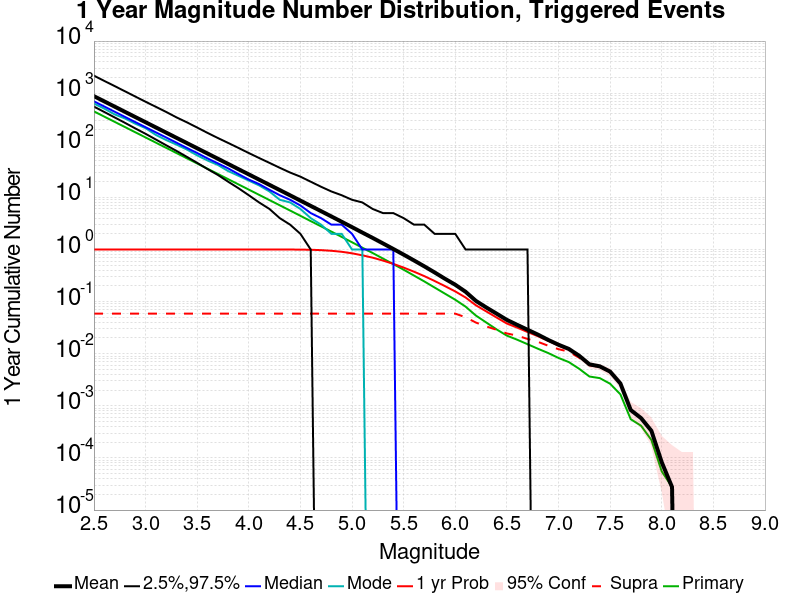 1 Year Magnitude Number Distribution, Triggered Events
1 Year Cumulative Number
10^4
10^3
10^2
10^1
10^0
10^-1
10^-2
10^-3
10^-4
10^-5
2.5 3.0 3.5 4.0 4.5 5.0 5.5 6.0 6.5 7.0 7.5 8.0 8.5 9.0
Magnitude
Mean 2.5%,97.5% Median Mode 1 yr Prob 95% Conf Supra Primary